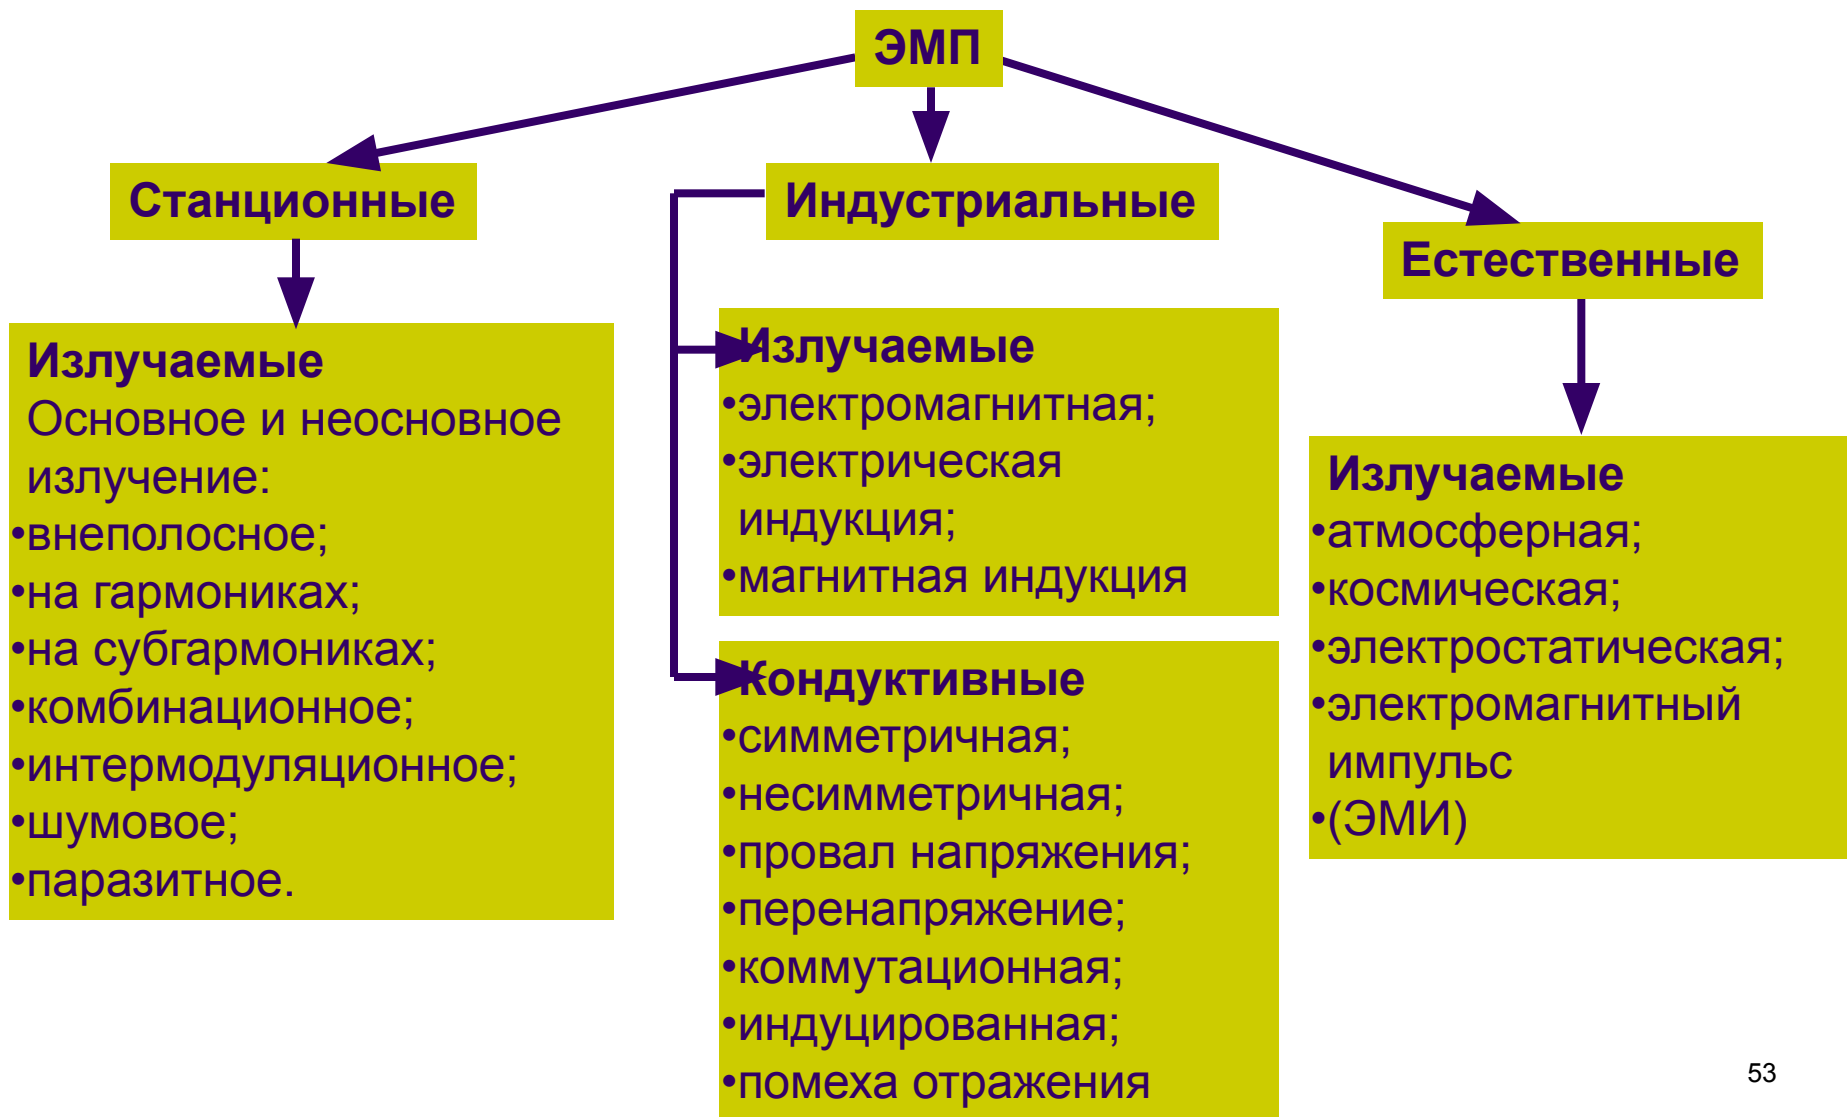 ЭМП
Станционные
Индустриальные
Естественные
Излучаемые
Основное и неосновное
излучение:
•внеполосное;
•на гармониках;
•на субгармониках;
•комбинационное;
•интермодуляционное;
•шумовое;
•паразитное.
Излучаемые
•электромагнитная;
•электрическая
индукция;
•магнитная индукция
Кондуктивные
•симметричная;
•несимметричная;
•провал напряжения;
•перенапряжение;
•коммутационная;
•индуцированная;
•помеха отражения
Излучаемые
•атмосферная;
•космическая;
•электростатическая;
•электромагнитный
импульс
•(ЭМИ)
53